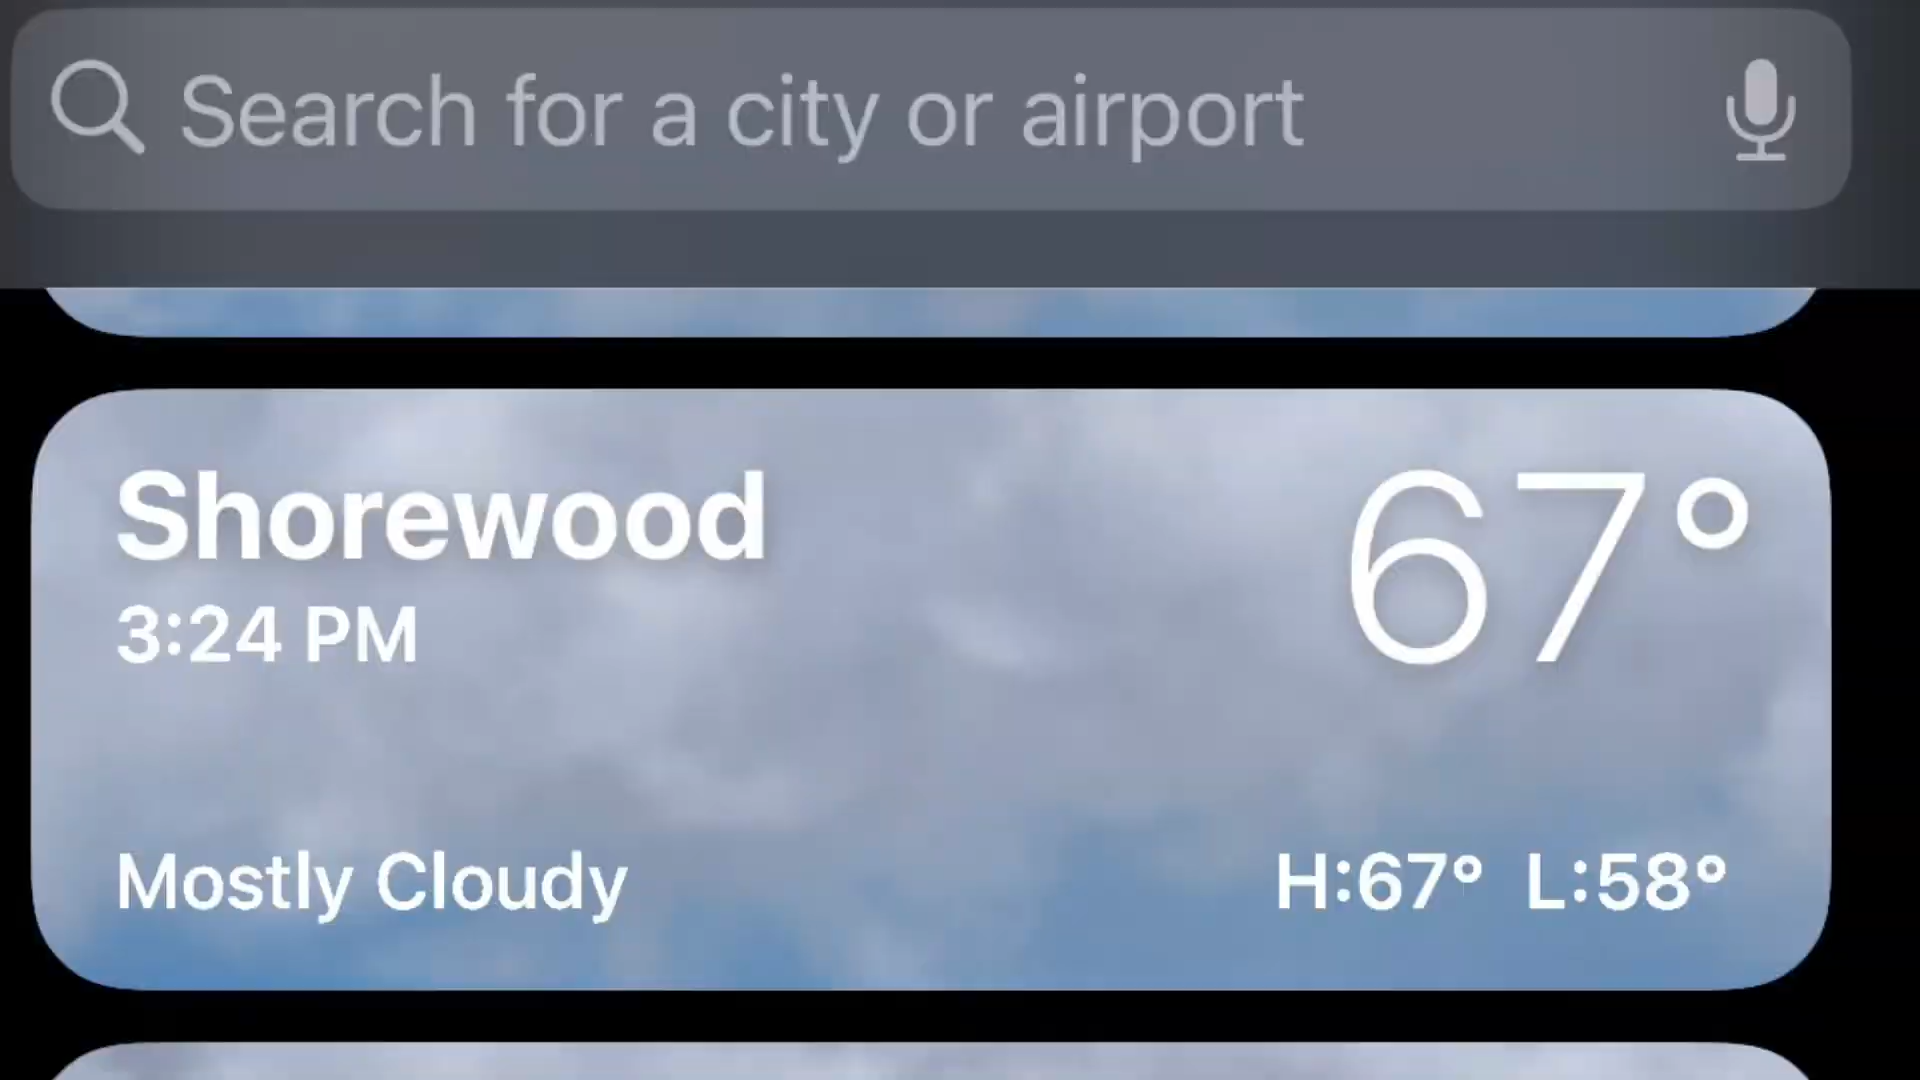 Search for a city or airport
Shorewood
67°
3:24 PM
Mostly Cloudy
H:67° L:58°